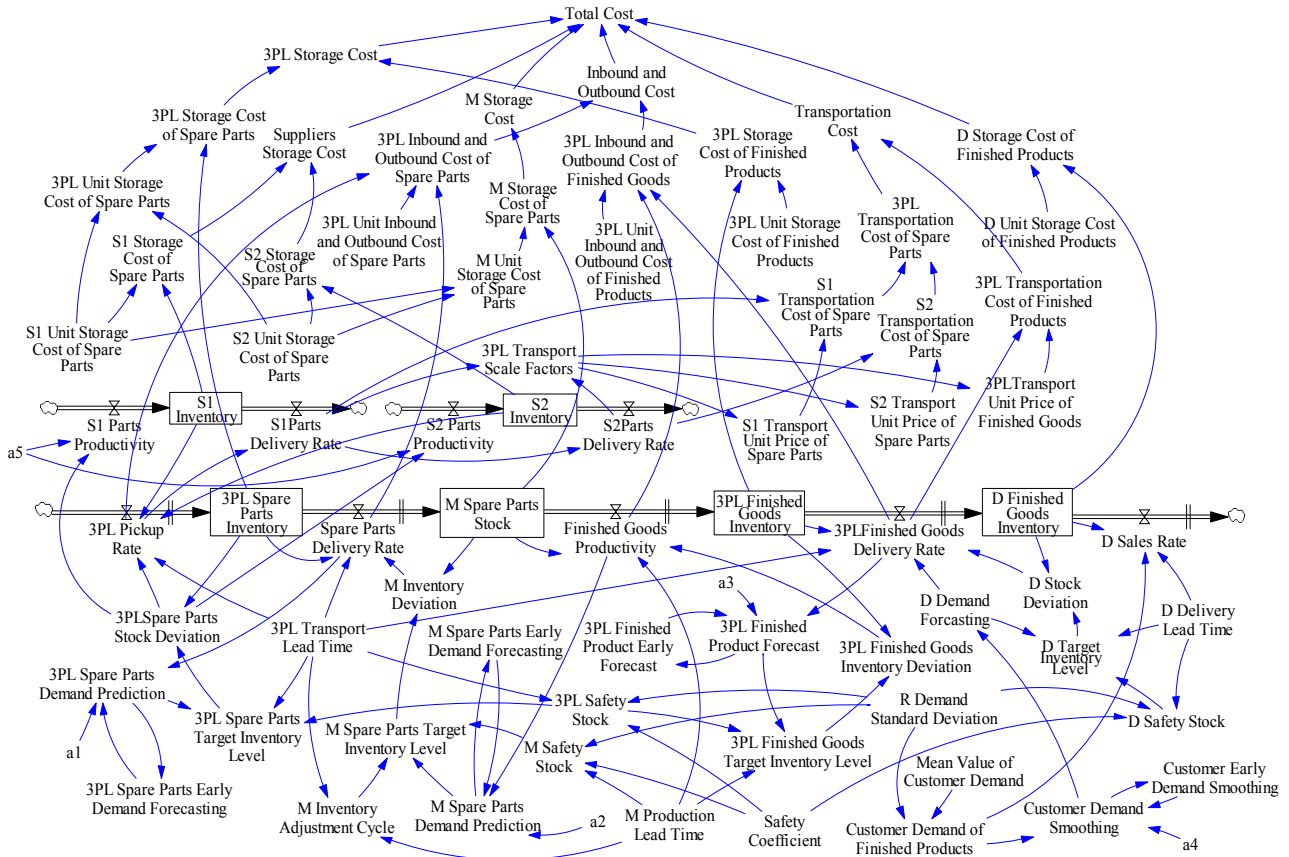 Total Cost
3PL Storage Cost
Inbound and
Outbound Cost
M Storage
Cost
Transportation
Cost
3PL Storage Cost
of Spare Parts
Suppliers
Storage Cost
3PL Inbound and
Outbound Cost of
Spare Parts
3PL Inbound and
Outbound Cost of
Finished Goods
3PL Storage
Cost of Finished
Products
D Storage Cost of
Finished Products
3PL Unit Storage
Cost of Spare Parts
M Storage
Cost of
Spare Parts
3PL
Transportation
Cost of Spare
Parts
S1 Storage
Cost of
Spare Parts
3PL Unit Inbound
and Outbound Cost
of Spare Parts
3PL Unit
Inbound and
Outbound Cost
of Finished
Products
3PL Unit Storage
Cost of Finished
Products
D Unit Storage Cost
of Finished Products
S2 Storage
Cost of
Spare Parts
M Unit
Storage Cost
of Spare
Parts
S1
Transportation
Cost of Spare
Parts
S2
Transportation
Cost of Spare
Parts
3PL Transportation
Cost of Finished
Products
S1 Unit Storage
Cost of Spare
Parts
S2 Unit Storage
Cost of Spare
Parts
3PL Transport
Scale Factors
3PLTransport
Unit Price of
Finished Goods
S1
Inventory
S2
Inventory
S1 Parts
Productivity
S1Parts
Delivery Rate
S2 Parts
Productivity
S2Parts
Delivery Rate
S1 Transport
Unit Price of
Spare Parts
S2 Transport
Unit Price of
Spare Parts
a5
3PL Spare
Parts
Inventory
M Spare Parts
Stock
3PL Finished
Goods
Inventory
D Finished
Goods
Inventory
3PL Pickup
Rate
Spare Parts
Delivery Rate
Finished Goods
Productivity
3PLFinished Goods
Delivery Rate
D Sales Rate
M Inventory
Deviation
a3
D Stock
Deviation
D Demand
Forcasting
D Delivery
Lead Time
3PLSpare Parts
Stock Deviation
3PL Transport
Lead Time
M Spare Parts Early
Demand Forecasting
3PL Finished
Product Early
Forecast
3PL Finished
Product Forecast
3PL Finished Goods
Inventory Deviation
D Target
Inventory
Level
3PL Spare Parts
Demand Prediction
3PL Spare Parts
Target Inventory
Level
3PL Safety
Stock
R Demand
Standard Deviation
D Safety Stock
M Spare Parts Target
Inventory Level
M Safety
Stock
3PL Finished Goods
Target Inventory Level
a1
3PL Spare Parts Early
Demand Forecasting
Mean Value of
Customer Demand
Customer Early
Demand Smoothing
M Inventory
Adjustment Cycle
M Spare Parts
Demand Prediction
a2
M Production
Lead Time
Safety
Coefficient
Customer Demand of
Finished Products
Customer Demand
Smoothing
a4